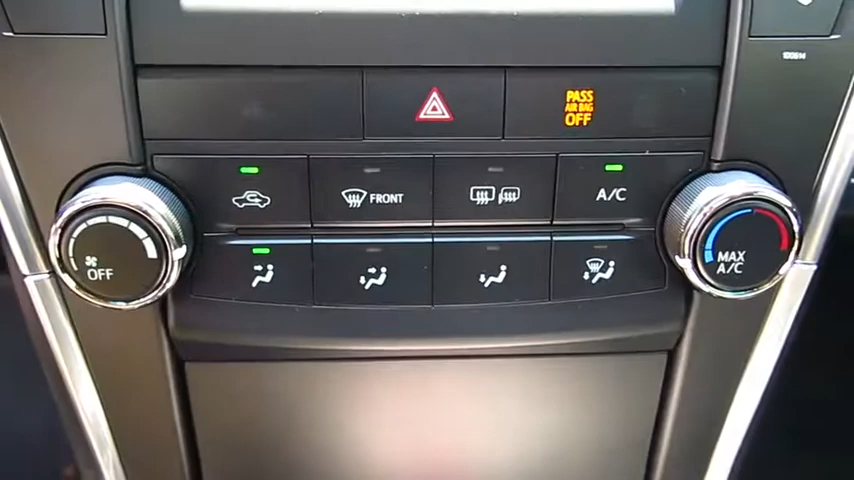 PASS
AIR BAG
OFF
FRONT
A/C
OFF
MAX
A/C